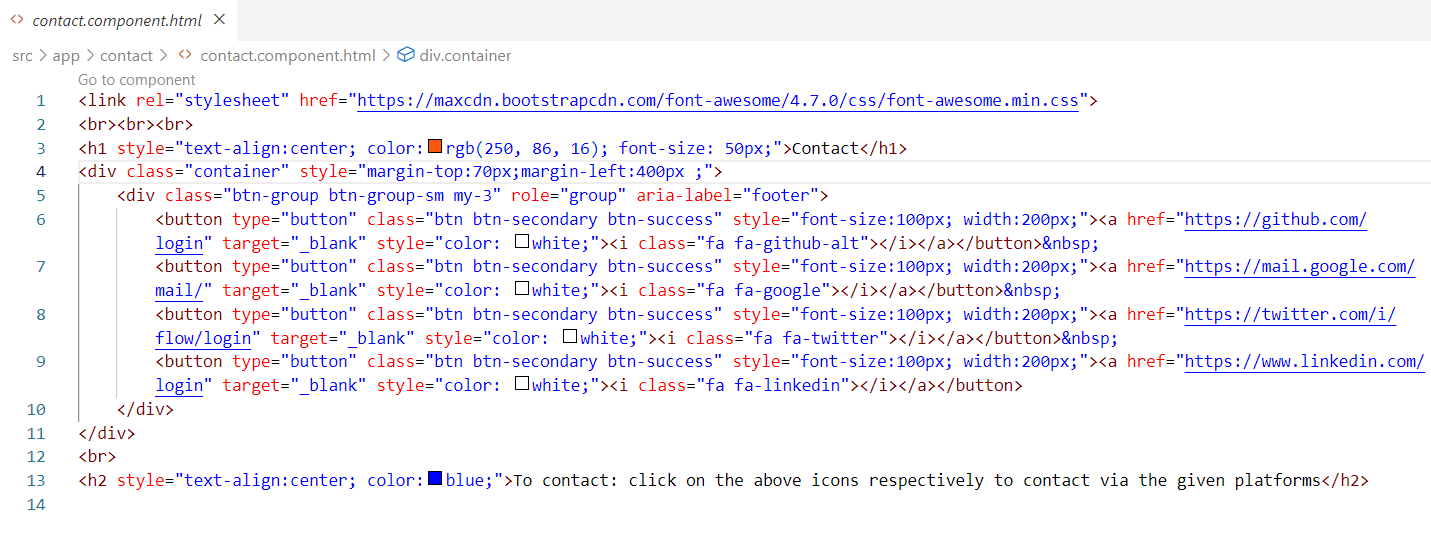 contact.component.html
src > app > contact > contact.component.html > div.container
Go to component
1 <link rel="stylesheet" href="https://maxcdn.bootstrapcdn.com/font-awesome/4.7.0/css/font-awesome.min.css">
2 <br><br><br>
3 <h1 style="text-align:center; color:rgb(250, 86, 16); font-size: 50px;">Contact</h1>
4 <div class="container" style="margin-top:70px;margin-left:400px ;">
5 <div class="btn-group btn-group-sm my-3" role="group" aria-label="footer">
6 <button type="button" class="btn btn-secondary btn-success" style="font-size:100px; width:200px;"><a href="https://github.com/
login" target="_blank" style="color: white;"><i class="fa fa-github-alt"></i></a></button>&nbsp;
7 <button type="button" class="btn btn-secondary btn-success" style="font-size:100px; width:200px;"><a href="https://mail.google.com/
mail/" target="_blank" style="color: white;"><i class="fa fa-google"></i></a></button>&nbsp;
8 <button type="button" class="btn btn-secondary btn-success" style="font-size:100px; width:200px;"><a href="https://twitter.com/i/
flow/login" target="_blank" style="color: white;"><i class="fa fa-twitter"></i></a></button>&nbsp;
9 <button type="button" class="btn btn-secondary btn-success" style="font-size:100px; width:200px;"><a href="https://www.linkedin.com/
login" target="_blank" style="color: white;"><i class="fa fa-linkedin"></i></a></button>
10 </div>
11 </div>
12 <br>
13 <h2 style="text-align:center; color:blue;">To contact: click on the above icons respectively to contact via the given platforms</h2>
14